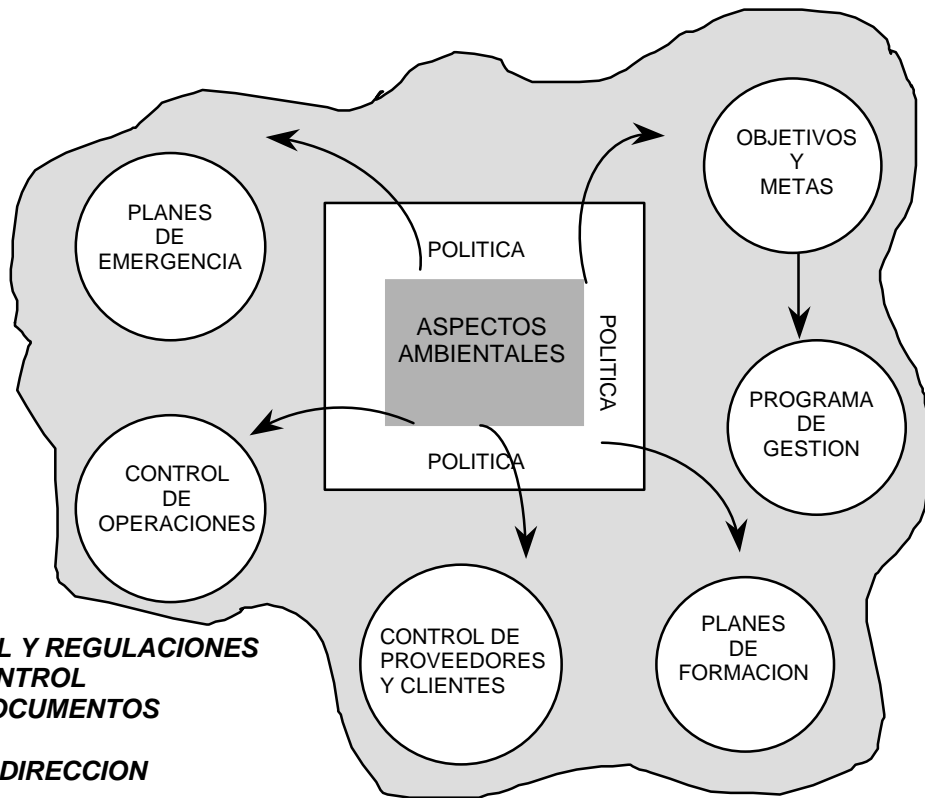 OBJETIVOS
Y
METAS
PLANES
DE
EMERGENCIA
POLITICA
ASPECTOS
AMBIENTALES
POLITICA
POLITICA
PROGRAMA
DE
GESTION
CONTROL
DE
OPERACIONES
CONTROL DE
PROVEEDORES
Y CLIENTES
PLANES
DE
FORMACION
Y REGULACIONES
DIRECCION